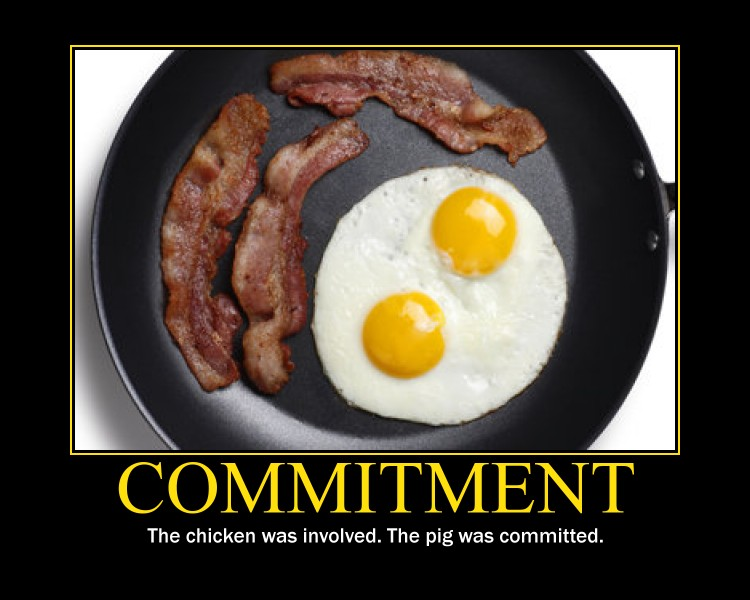 COMMITMENT
The chicken was involved. The pig was committed.